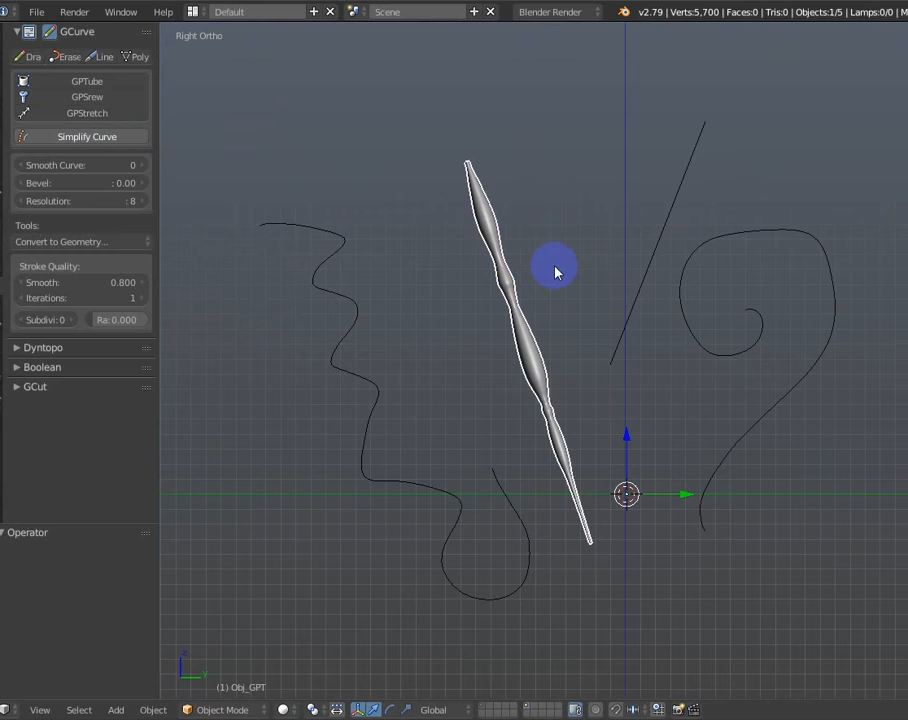 File Render Window Help Default Scene Blender Render v2.79 | Verts:5,700 | Faces:0 | Tris:0 | Objects:1/5 | Lamps:0/0 | M
GCurve
Right Ortho
Dra Erase Line Poly
GPTube
GPSrew
GPStretch
Simplify Curve
Smooth Curve: 0
Bevel: : 0.00
Resolution: : 8
Tools:
Convert to Geometry...
Stroke Quality:
Smooth: 0.800
Iterations: 1
Subdivi: 0 Ra: 0.000
Dyntopo
Boolean
GCut
Operator
z
y
(1) Obj_GPT
View Select Add Object Object Mode Global